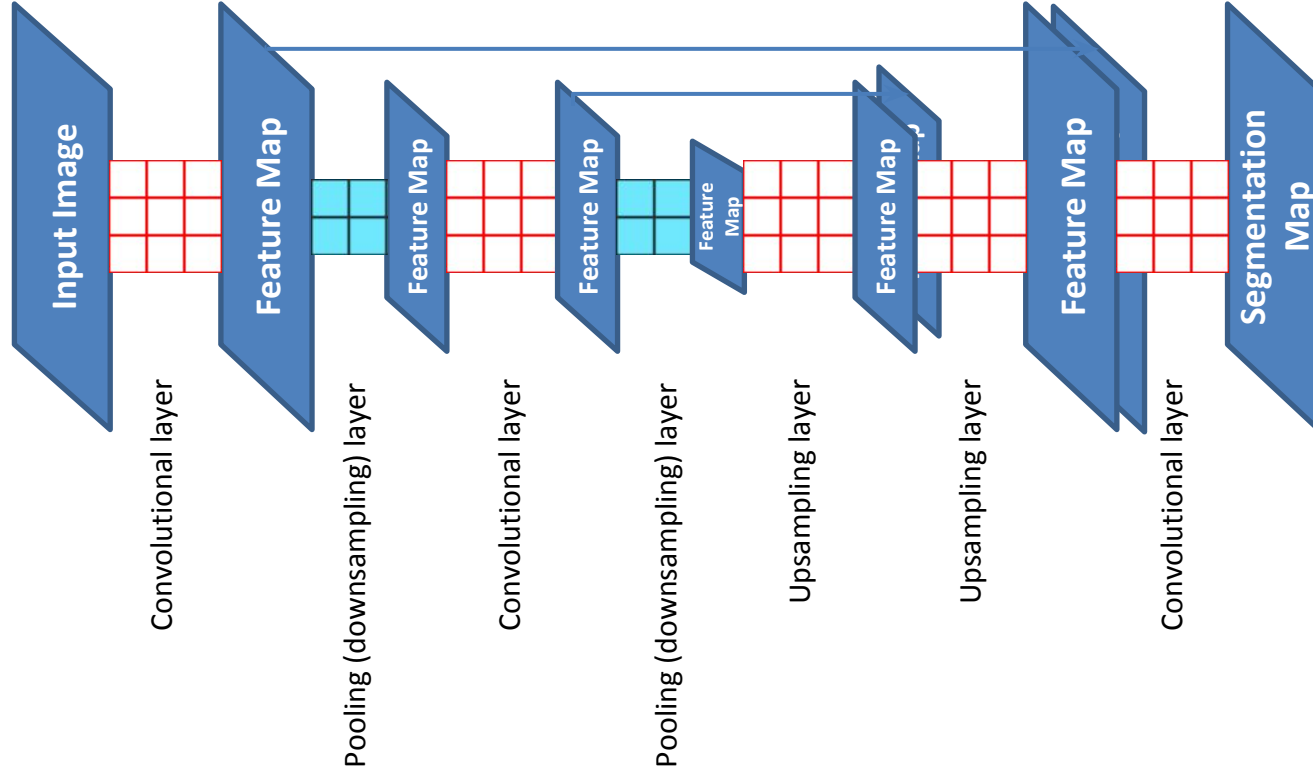 Input Image
Convolutional layer
Feature Map
Pooling (downsampling) layer
Feature Map
Convolutional layer
Feature Map
Pooling (downsampling) layer
Feature
Map
Upsampling layer
Feature Map
Upsampling layer
Feature Map
Convolutional layer
Segmentation
Map